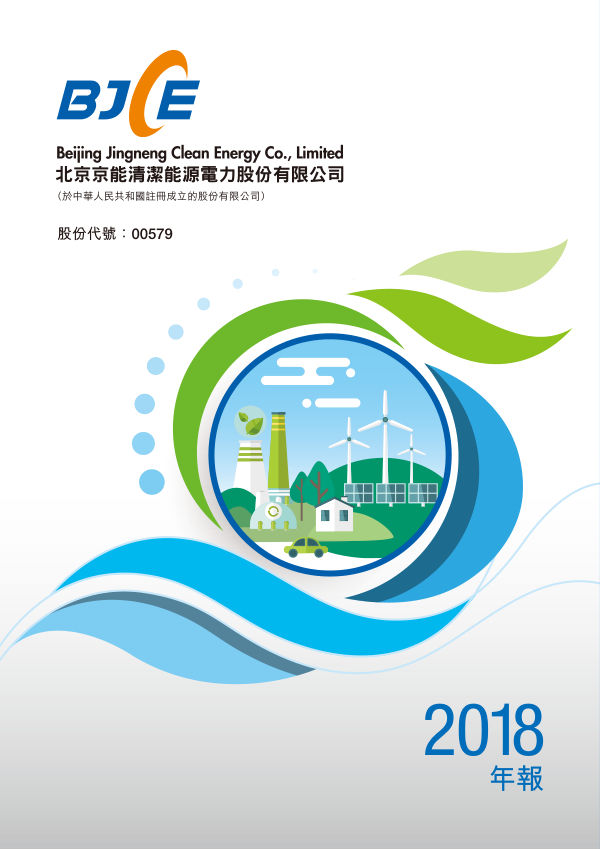 BJCE
Beijing Jingneng Clean Energy Co., Limited
北京京能清潔能源電力股份有限公司
（於中華人民共和國註冊成立的股份有限公司）
股份代號：00579
2018
年報